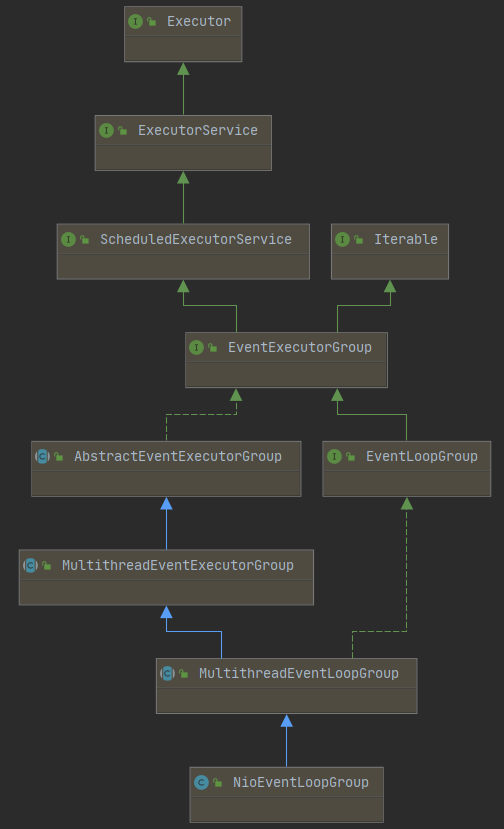 I Executor
I ExecutorService
I ScheduledExecutorService
I Iterable
I EventExecutorGroup
C AbstractEventExecutorGroup
I EventLoopGroup
C MultithreadEventExecutorGroup
C MultithreadEventLoopGroup
C NioEventLoopGroup